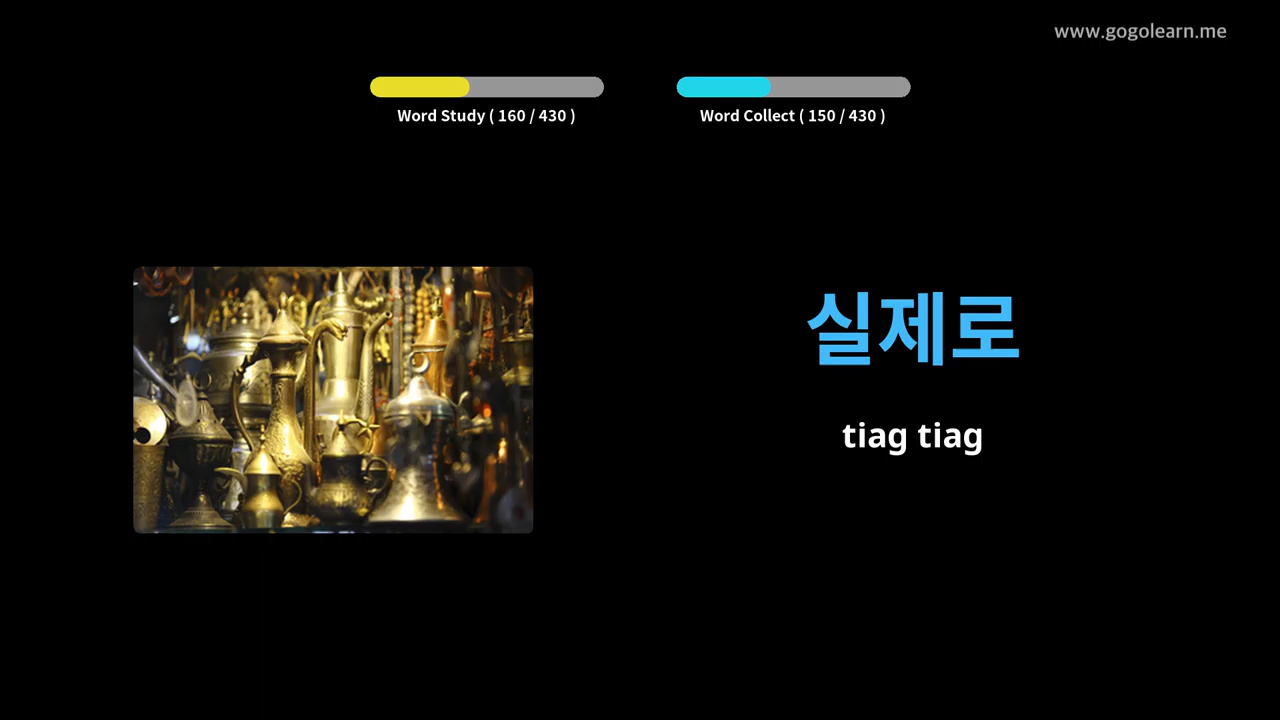 www.gogolearn.me
Word Study ( 160 / 430 )
Word Collect ( 150 / 430 )
실제로
tiag tiag